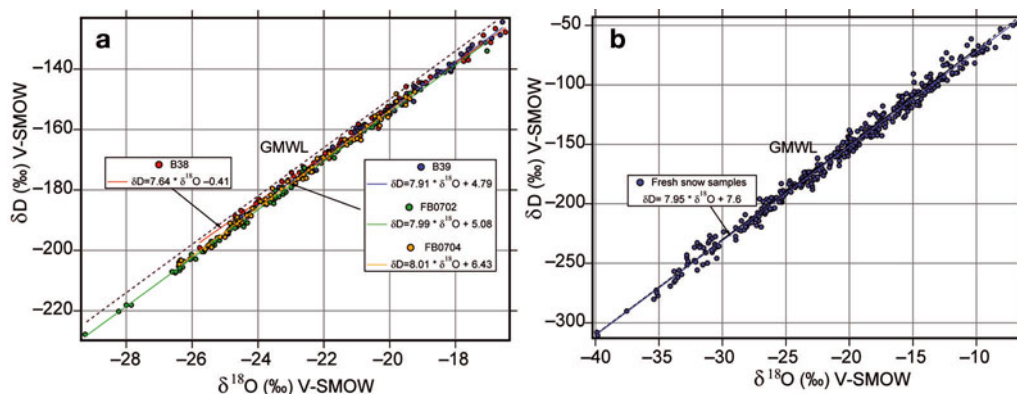 a
δD (‰) V-SMOW
−140
−160
−180
−200
−220
GMWL
B38
δD=7.64 * δ18O −0.41
B39
δD=7.91 * δ18O + 4.79
FB0702
δD=7.99 * δ18O + 5.08
FB0704
δD=8.01 * δ18O + 6.43
−28 −26 −24 −22 −20 −18 −16
δ18O (‰) V-SMOW
b
δD (‰) V-SMOW
−50
−100
−150
−200
−250
−300
GMWL
Fresh snow samples
δD= 7.95 * δ18O + 7.6
−40 −35 −30 −25 −20 −15 −10
δ18O (‰) V-SMOW